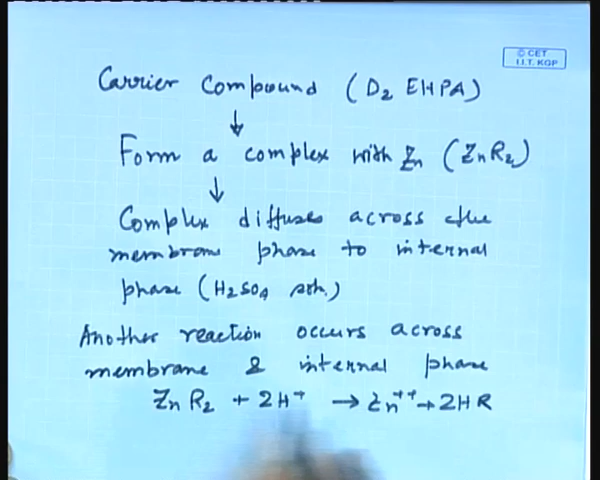 © CET
I.I.T. KGP
Carrier Compound (D2 EHPA)
↓
Form a complex with Zn (ZnR2)
↓
Complex diffuses across the
membrane phase to internal
phase (H2SO4 soln.)
Another reaction occurs across
membrane & internal phase
ZnR2 + 2H+ → Zn++ + 2HR